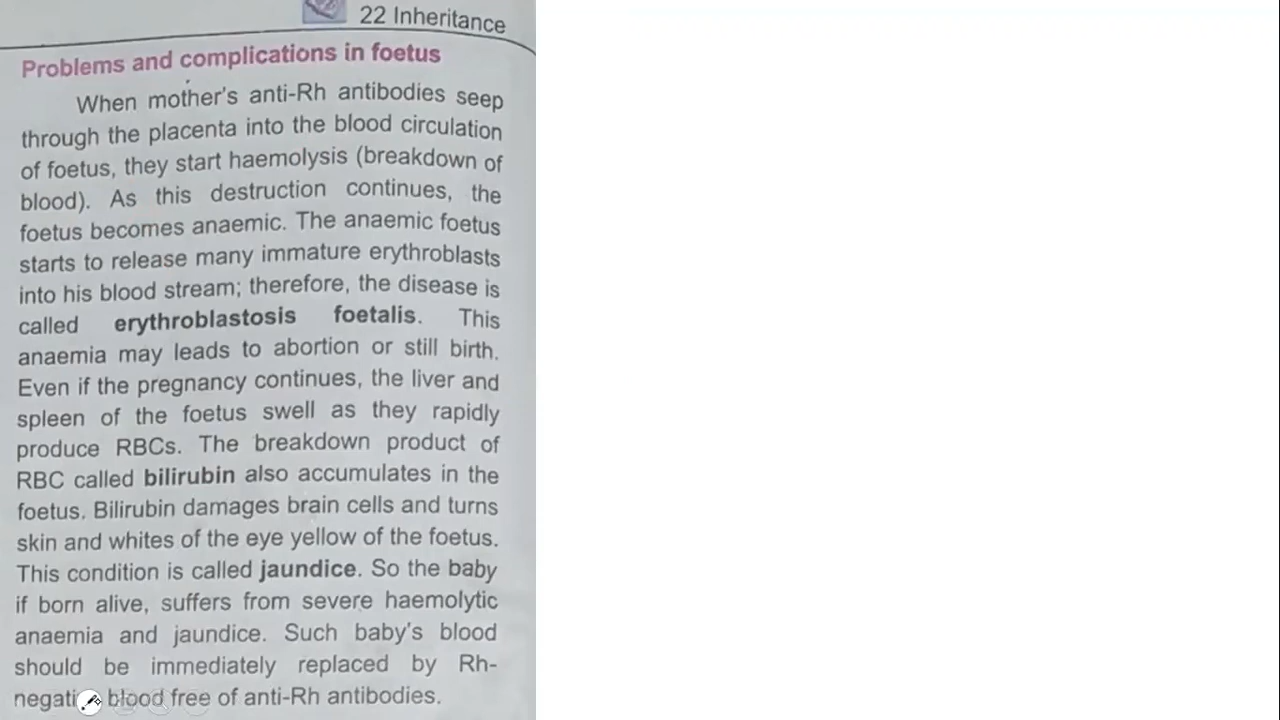 22 Inheritance
Problems and complications in foetus
When mother's anti-Rh antibodies seep
through the placenta into the blood circulation
of foetus, they start haemolysis (breakdown of
blood). As this destruction continues, the
foetus becomes anaemic. The anaemic foetus
starts to release many immature erythroblasts
into his blood stream; therefore, the disease is
called erythroblastosis foetalis. This
anaemia may leads to abortion or still birth.
Even if the pregnancy continues, the liver and
spleen of the foetus swell as they rapidly
produce RBCs. The breakdown product of
RBC called bilirubin also accumulates in the
foetus. Bilirubin damages brain cells and turns
skin and whites of the eye yellow of the foetus.
This condition is called jaundice. So the baby
if born alive, suffers from severe haemolytic
anaemia and jaundice. Such baby's blood
should be immediately replaced by Rh-
blood free of anti-Rh antibodies.